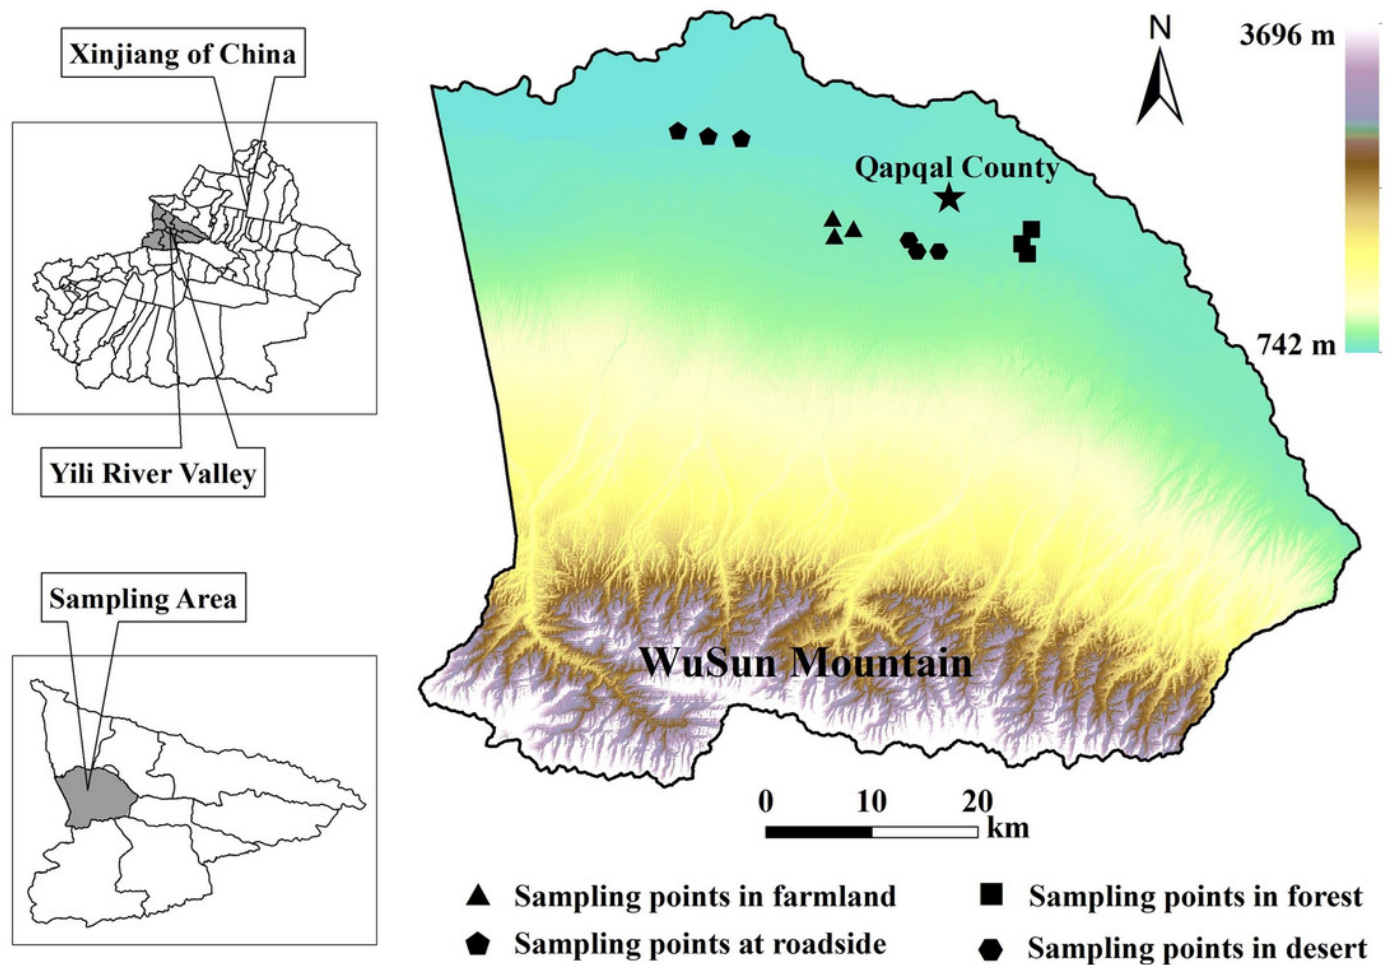 Xinjiang of China
Yili River Valley
Sampling Area
N
3696 m
742 m
Qapqal County
WuSun Mountain
0 10 20
km
Sampling points in farmland
Sampling points in forest
Sampling points at roadside
Sampling points in desert